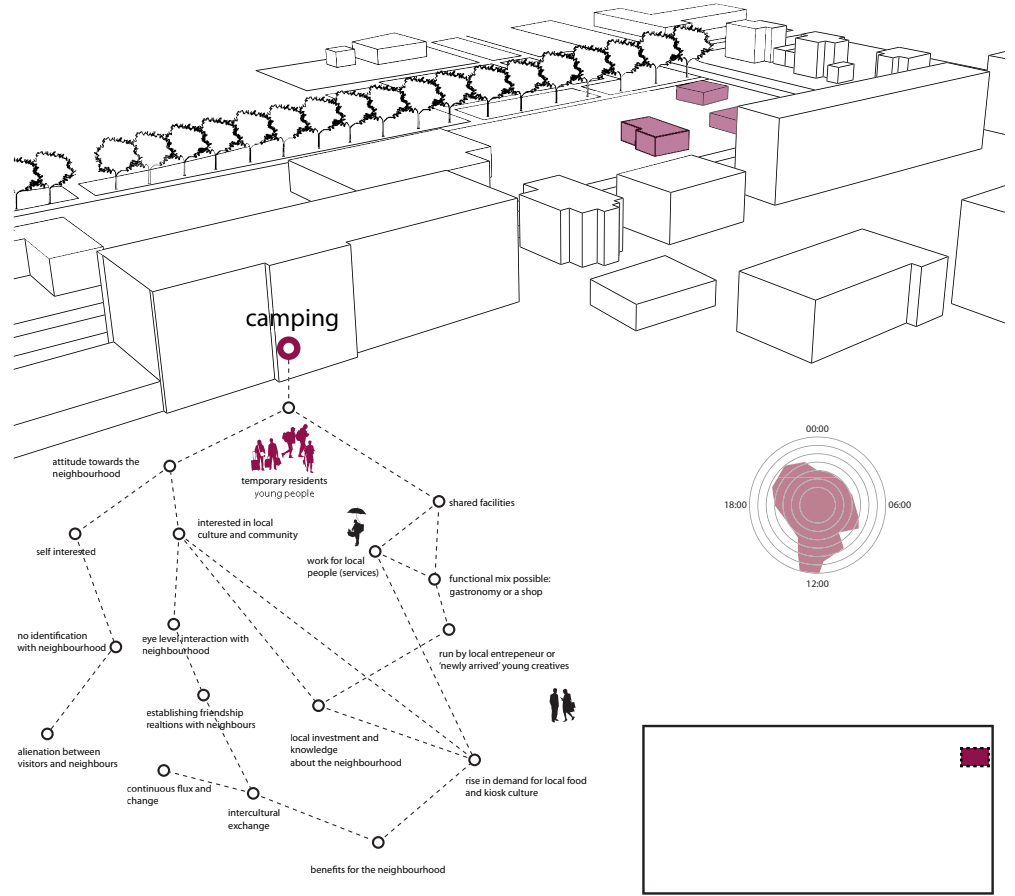 camping
attitude towards the
neighbourhood
temporary residents
young people
shared facilities
interested in local
culture and community
self interested
work for local
people (services)
functional mix possible:
gastronomy or a shop
no identification
with neighbourhood
eye level interaction with
neighbourhood
run by local entrepeneur or
'newly arrived' young creatives
establishing friendship
realtions with neighbours
alienation between
visitors and neighbours
local investment and
knowledge
about the neighbourhood
continuous flux and
change
rise in demand for local food
and kiosk culture
intercultural
exchange
benefits for the neighbourhood
00:00
18:00
06:00
12:00